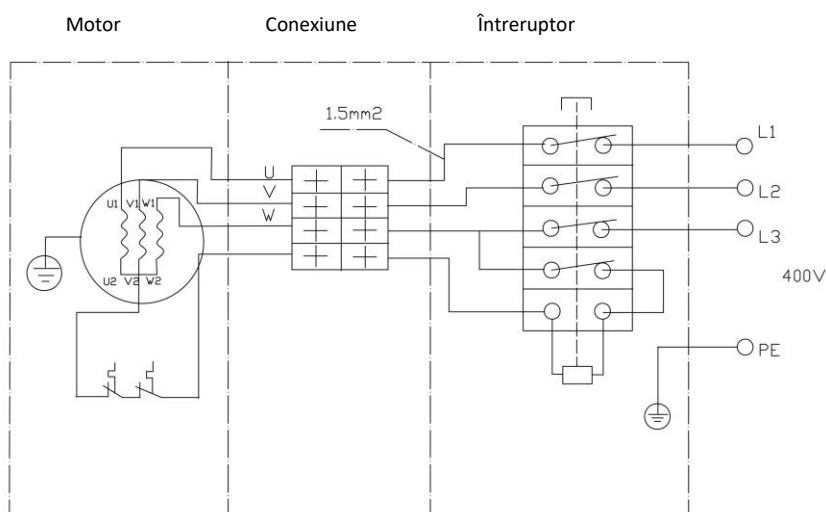 Motor Conexiune Întreruptor
1.5mm2
L1
U
V
L2
W
U1 V1 W1
L3
U2 V2 W2
400V
PE